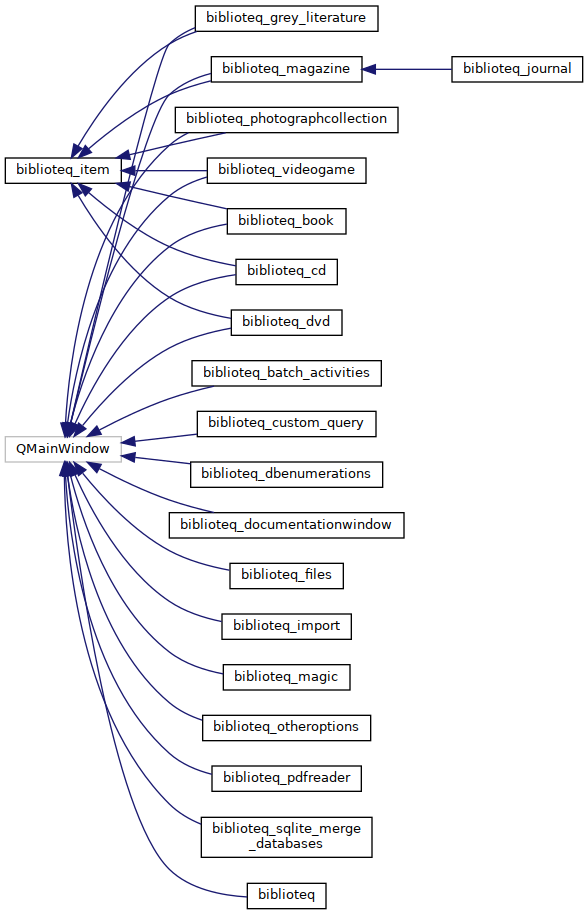 biblioteq_grey_literature
biblioteq_magazine
biblioteq_journal
biblioteq_photographcollection
biblioteq_item
biblioteq_videogame
biblioteq_book
biblioteq_cd
biblioteq_dvd
biblioteq_batch_activities
biblioteq_custom_query
QMainWindow
biblioteq_dbenumerations
biblioteq_documentationwindow
biblioteq_files
biblioteq_import
biblioteq_magic
biblioteq_otheroptions
biblioteq_pdfreader
biblioteq_sqlite_merge
_databases
biblioteq